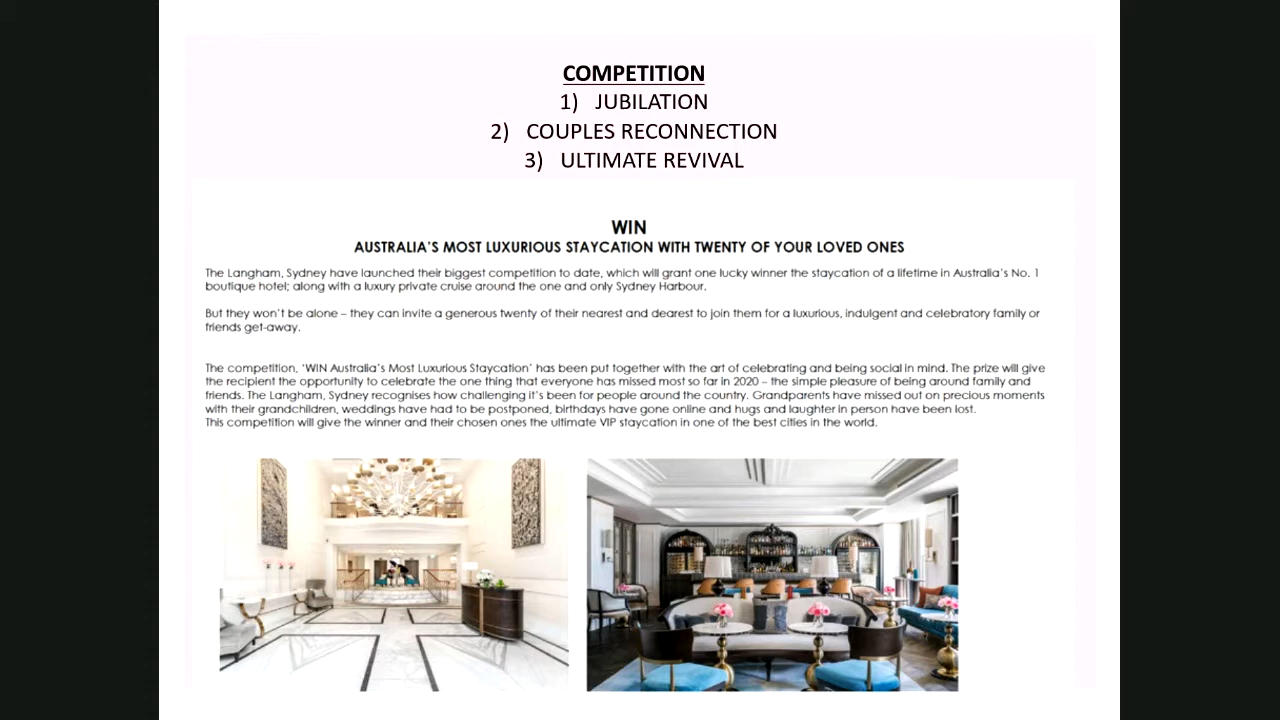 COMPETITION
1) JUBILATION
2) COUPLES RECONNECTION
3) ULTIMATE REVIVAL
WIN
AUSTRALIA'S MOST LUXURIOUS STAYCATION WITH TWENTY OF YOUR LOVED ONES
The Langham, Sydney have launched their biggest competition to date, which will grant one lucky winner the staycation of a lifetime in Australia's No. 1
boutique hotel; along with a luxury private cruise around the one and only Sydney Harbour.
But they won't be alone – they can invite a generous twenty of their nearest and dearest to join them for a luxurious, indulgent and celebratory family or
friends get-away.
The competition, 'WIN Australia's Most Luxurious Staycation' has been put together with the art of celebrating and being social in mind. The prize will give
the recipient the opportunity to celebrate the one thing that everyone has missed most so far in 2020 – the simple pleasure of being around family and
friends. The Langham, Sydney recognises how challenging it's been for people around the country. Grandparents have missed out on precious moments
with their grandchildren, weddings have had to be postponed, birthdays have gone online and hugs and laughter in person have been lost.
This competition will give the winner and their chosen ones the ultimate VIP staycation in one of the best cities in the world.